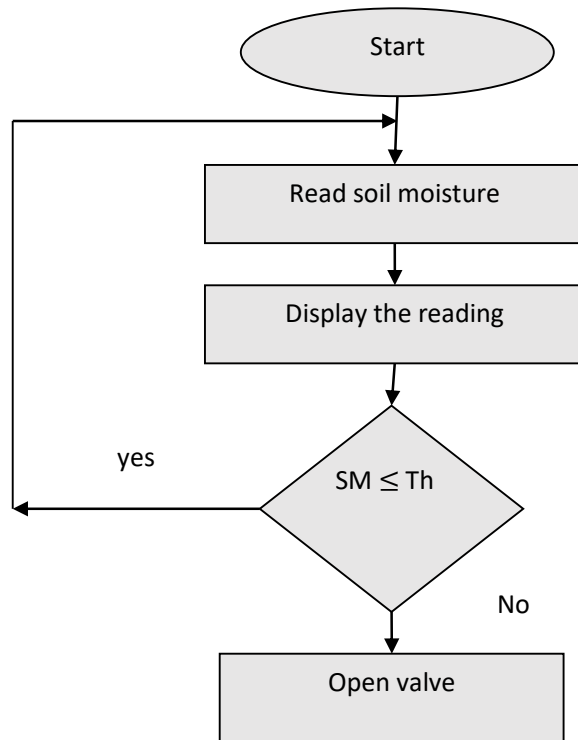 Start
Read soil moisture
Display the reading
yes
SM ≤ Th
No
Open valve